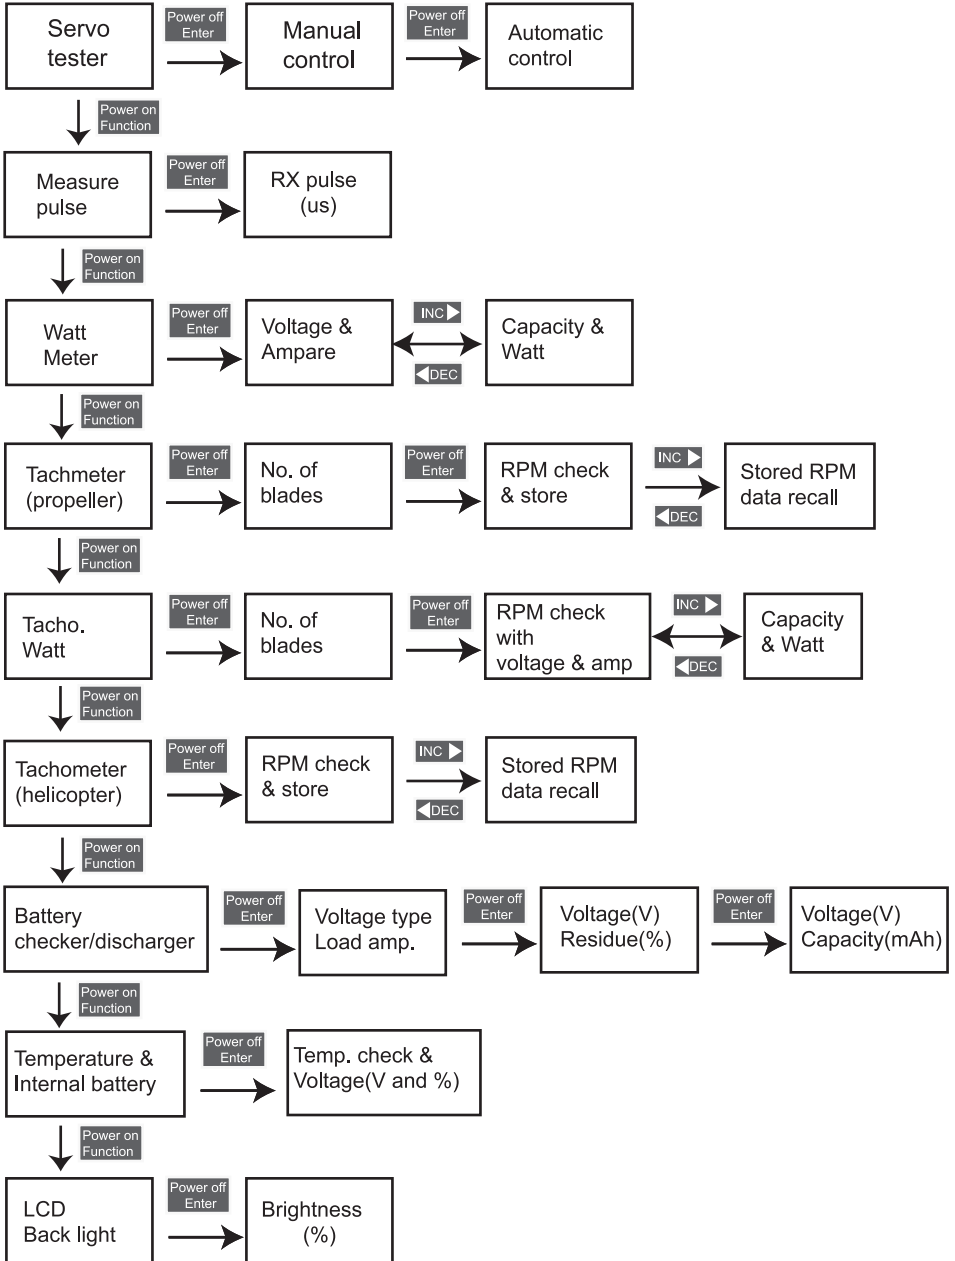 Servo
tester
Power off
Enter
Manual
control
Power off
Enter
Automatic
control
Power on
Function
Measure
pulse
Power off
Enter
RX pulse
(us)
Power on
Function
Watt
Meter
Power off
Enter
Voltage &
Ampare
INC
DEC
Capacity &
Watt
Power on
Function
Tachmeter
(propeller)
Power off
Enter
No. of
blades
Power off
Enter
RPM check
& store
INC
DEC
Stored RPM
data recall
Power on
Function
Tacho.
Watt
Power off
Enter
No. of
blades
Power off
Enter
RPM check
with
voltage & amp
INC
DEC
Capacity
& Watt
Power on
Function
Tachometer
(helicopter)
Power off
Enter
RPM check
& store
INC
DEC
Stored RPM
data recall
Power on
Function
Battery
checker/discharger
Power off
Enter
Voltage type
Load amp.
Power off
Enter
Voltage(V)
Residue(%)
Power off
Enter
Voltage(V)
Capacity(mAh)
Power on
Function
Temperature &
Internal battery
Power off
Enter
Temp. check &
Voltage(V and %)
Power on
Function
LCD
Back light
Power off
Enter
Brightness
(%)